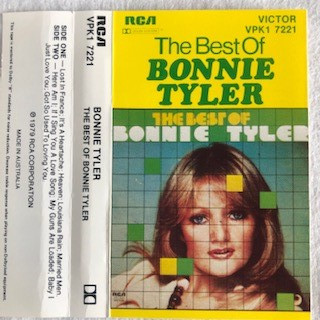 RCA
VPK1 7221
BONNIE TYLER
THE BEST OF BONNIE TYLER
SIDE ONE — Lost In France; It's A Heartache; Heaven; Louisiana Rain; Married Men.
SIDE TWO — Here Am I; If I Sing You A Love Song; My Guns Are Loaded; Baby I
Just Love You; Got So Used To Loving You.
℗ 1979 RCA CORPORATION
MADE IN AUSTRALIA
RCA
VICTOR
VPK1 7221
The Best Of
BONNIE
TYLER
THE BEST OF
BONNIE TYLER
RCA